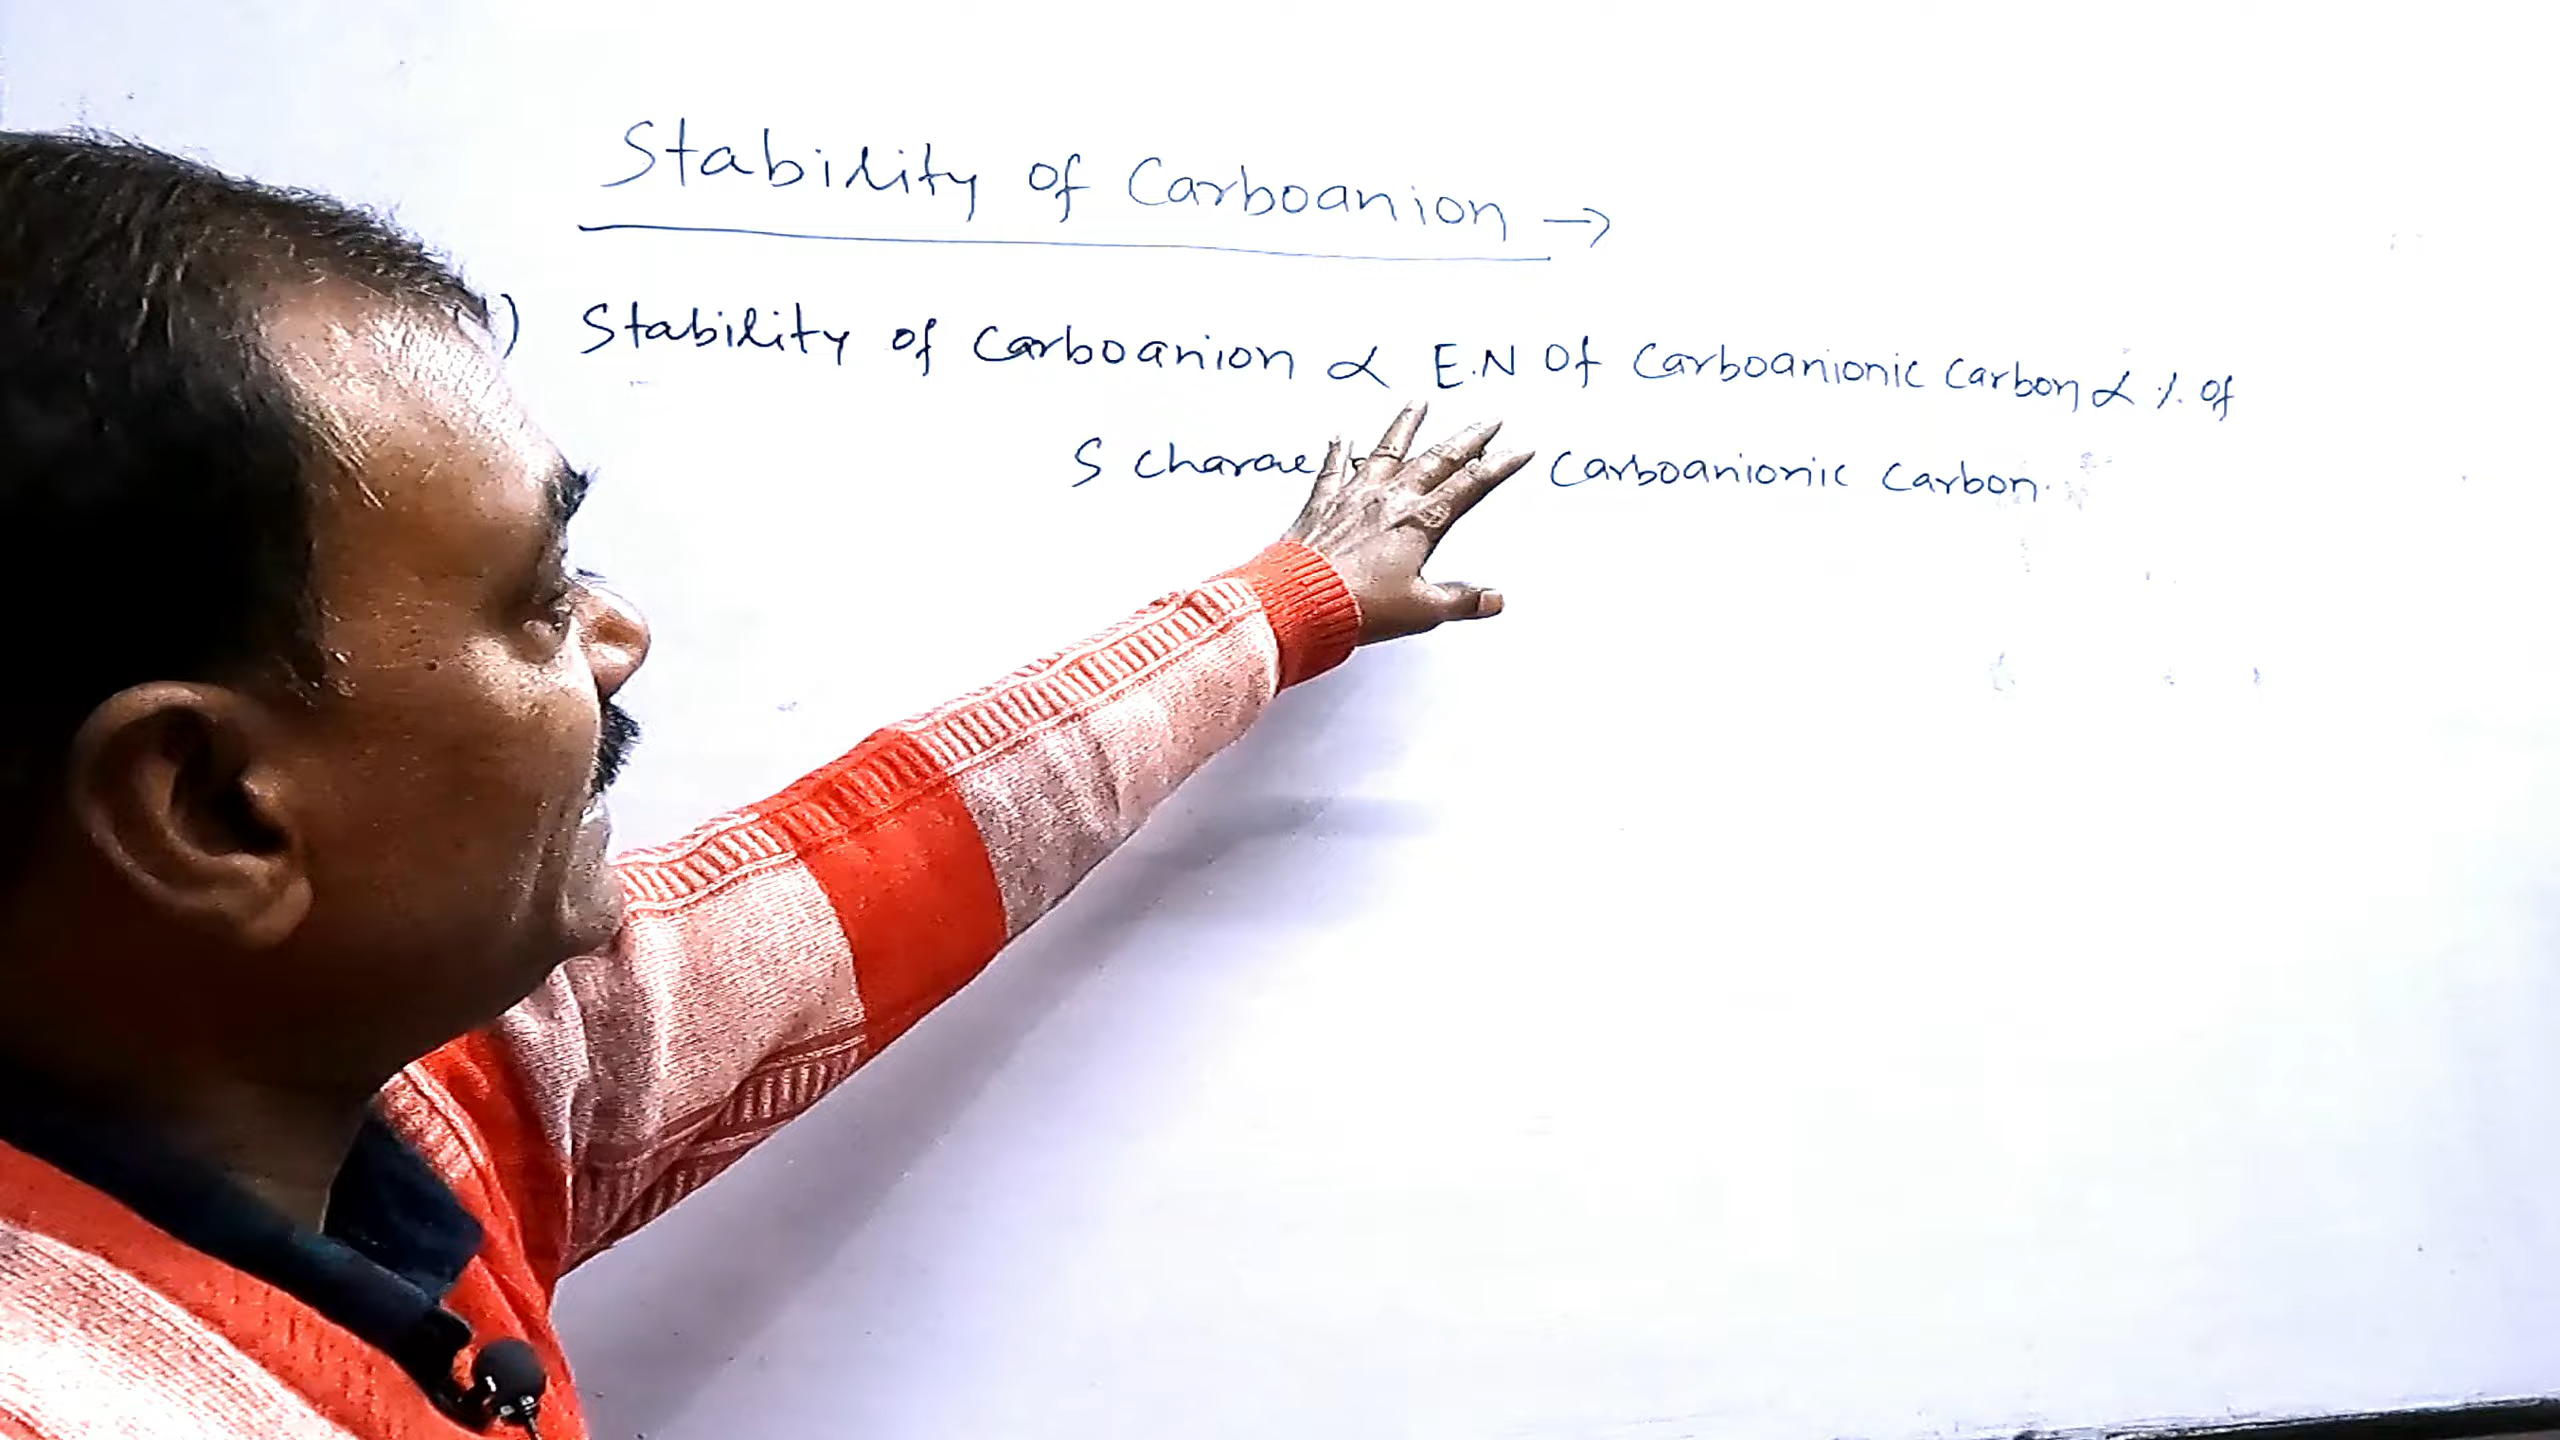 Stability of Carboanion →
) Stability of Carboanion ∝ E.N Of Carboanionic Carbon ∝ % of
S Carboanionic Carbon.